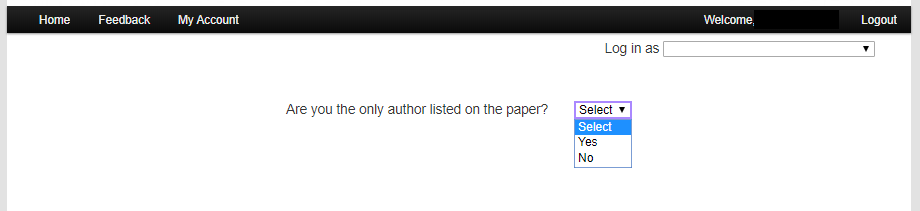 Home Feedback My Account Welcome, Logout
Log in as
Are you the only author listed on the paper? Select
Select
Yes
No